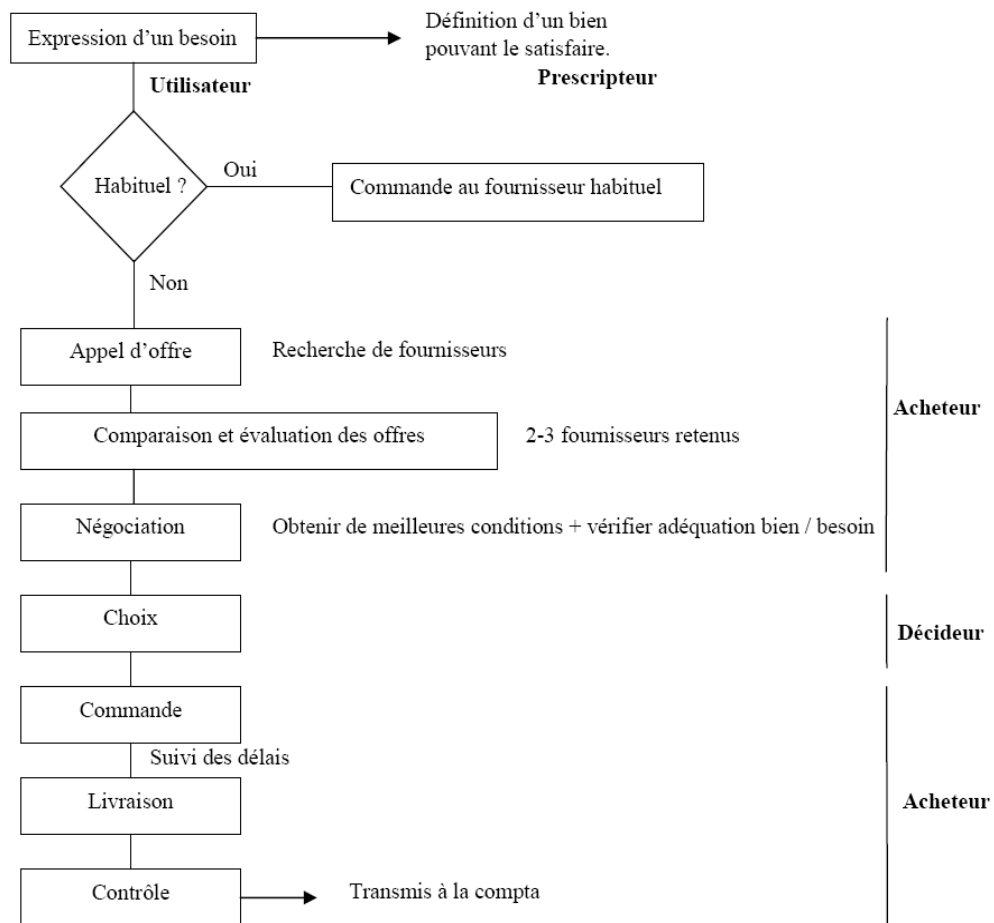 Expression d'un besoin
Définition d'un bien
pouvant le satisfaire.
Utilisateur
Prescripteur
Habituel ?
Oui
Commande au fournisseur habituel
Non
Appel d'offre
Recherche de fournisseurs
Acheteur
Comparaison et évaluation des offres
2-3 fournisseurs retenus
Négociation
Obtenir de meilleures conditions + vérifier adéquation bien / besoin
Choix
Décideur
Commande
Suivi des délais
Livraison
Acheteur
Contrôle
Transmis à la compta